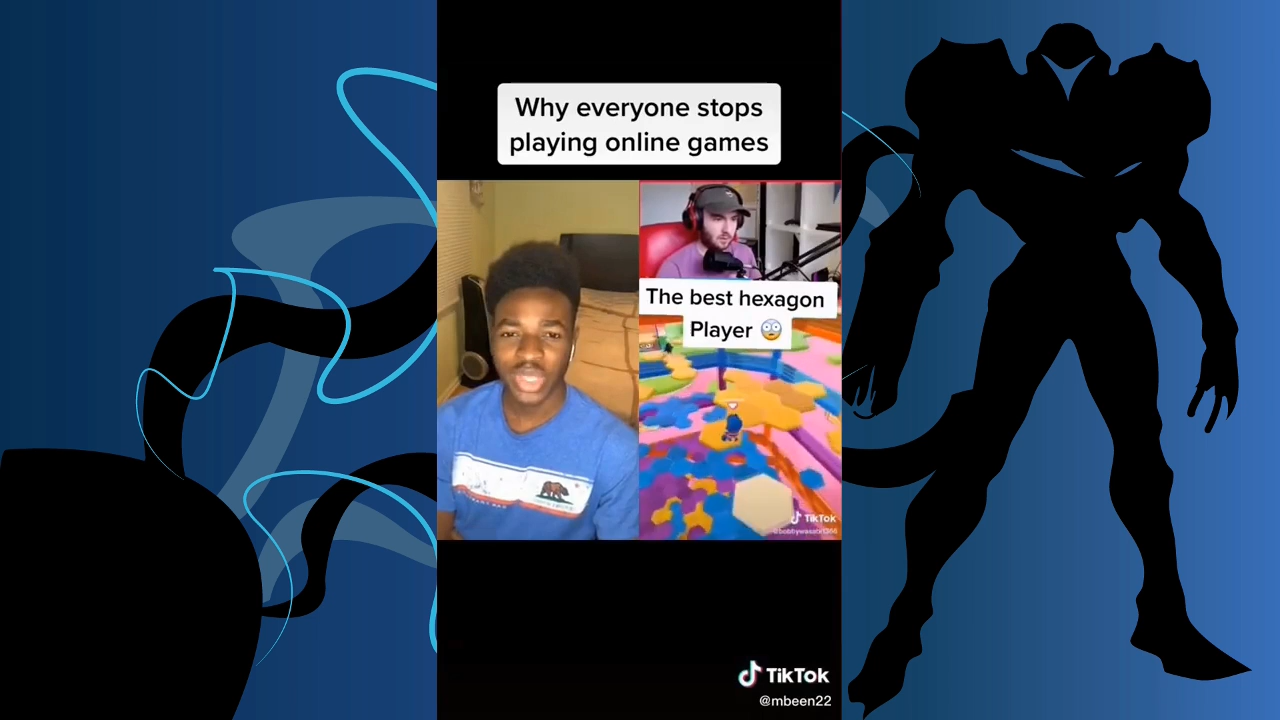 Why everyone stops
playing online games
The best hexagon
Player 😨
TikTok
TikTok
@mbeen22